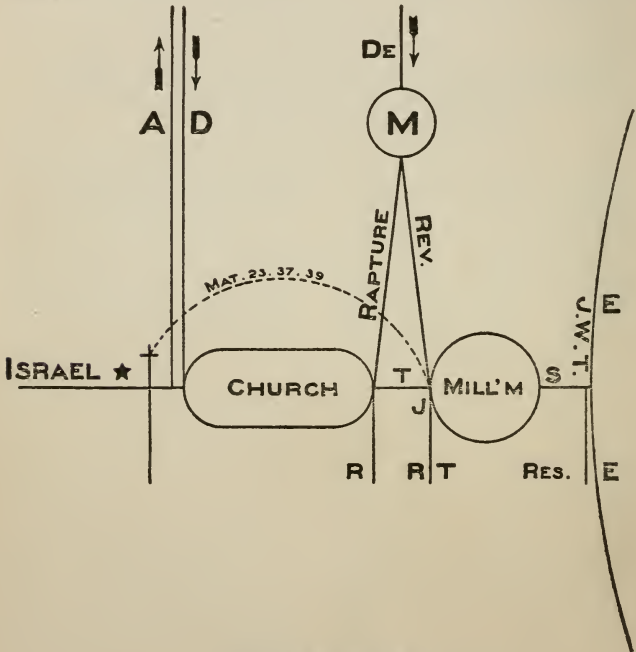 DE
A D
M
RAPTURE
REV.
MAT. 23. 37. 39
ISRAEL
CHURCH
T
J
MILL'M
S
J.W.T.
E
R
R T
RES.
E